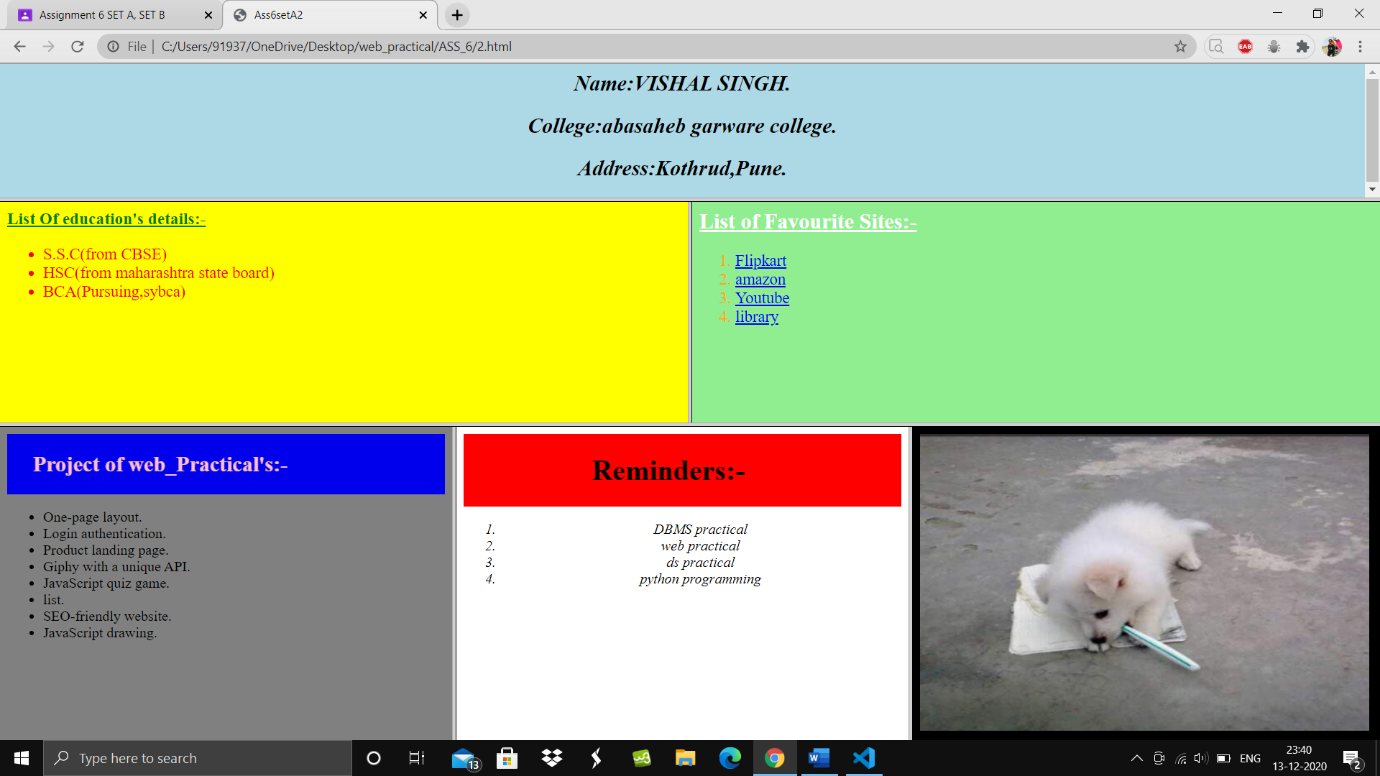 Assignment 6 SET A, SET B
Ass6setA2
File | C:/Users/91937/OneDrive/Desktop/web_practical/ASS_6/2.html
EAB
Name:VISHAL SINGH.
College:abasaheb garware college.
Address:Kothrud,Pune.
List Of education's details:-
• S.S.C(from CBSE)
• HSC(from maharashtra state board)
• BCA(Pursuing,sybca)
List of Favourite Sites:-
1. Flipkart
2. amazon
3. Youtube
4. library
Project of web_Practical's:-
• One-page layout.
• Login authentication.
• Product landing page.
• Giphy with a unique API.
• JavaScript quiz game.
• list.
• SEO-friendly website.
• JavaScript drawing.
Reminders:-
1. DBMS practical
2. web practical
3. ds practical
4. python programming
Type here to search
13
ENG
23:40
13-12-2020
2